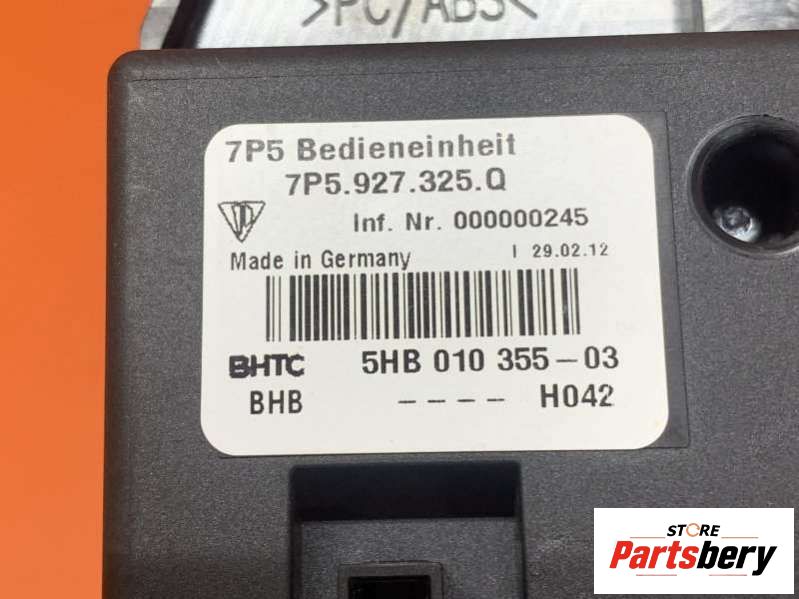 >PC/ABS<
7P5 Bedieneinheit
7P5.927.325.Q
Inf. Nr. 000000245
Made in Germany I 29.02.12
BHTC 5HB 010 355-03
BHB ---- H042
STORE
Partsbery